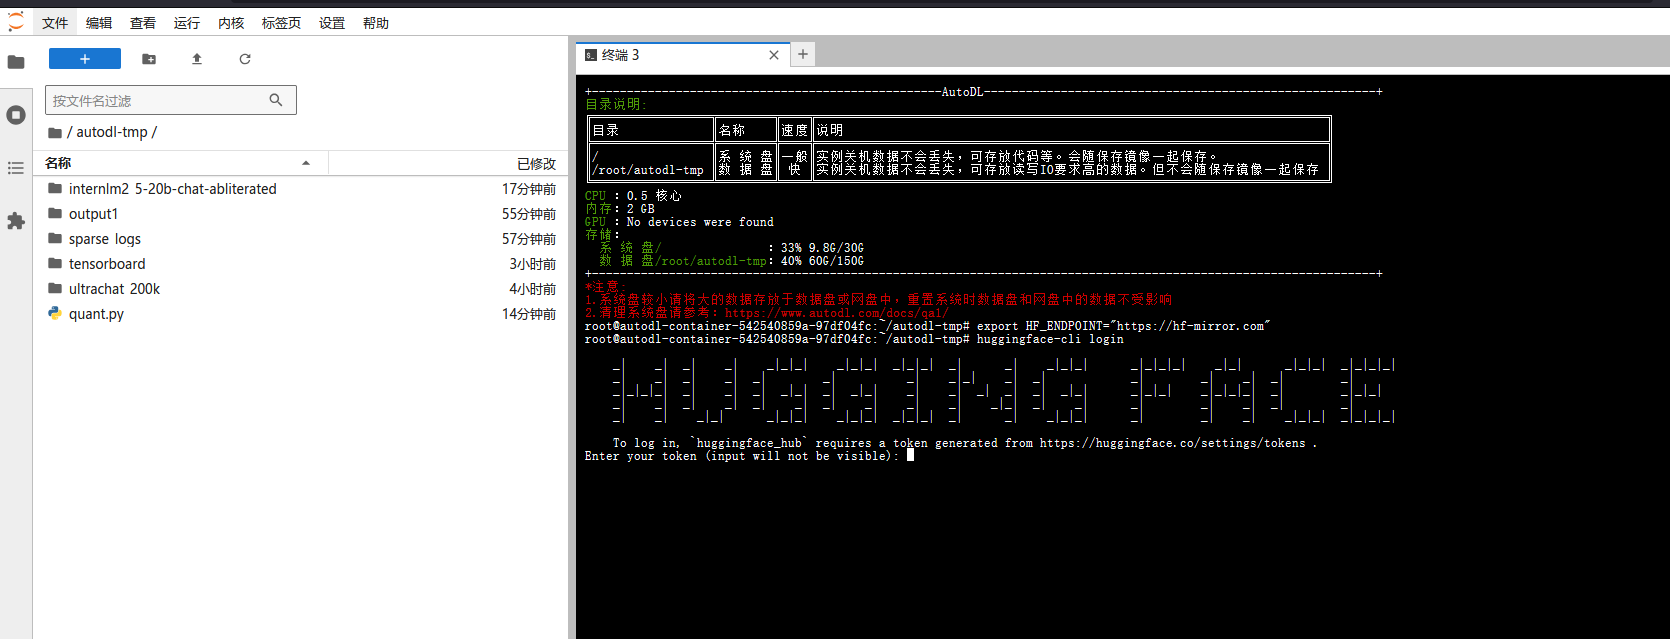 文件 编辑 查看 运行 内核 标签页 设置 帮助
+
按文件名过滤
/ autodl-tmp /
名称 已修改
internlm2_5-20b-chat-abliterated 17分钟前
output1 55分钟前
sparse_logs 57分钟前
tensorboard 3小时前
ultrachat_200k 4小时前
quant.py 14分钟前
终端 3
+--------------------------------------------------AutoDL--------------------------------------------------------+
目录说明:
目录 名称 速度 说明
/ 系 统 盘 一般 实例关机数据不会丢失，可存放代码等。会随保存镜像一起保存。
/root/autodl-tmp 数 据 盘 快 实例关机数据不会丢失，可存放读写IO要求高的数据。但不会随保存镜像一起保存
CPU ：0.5 核心
内存：2 GB
GPU ：No devices were found
存储：
系 统 盘/ ：33% 9.8G/30G
数 据 盘/root/autodl-tmp：40% 60G/150G
+----------------------------------------------------------------------------------------------------------------+
*注意:
1.系统盘较小请将大的数据存放于数据盘或网盘中，重置系统时数据盘和网盘中的数据不受影响
2.清理系统盘请参考：https://www.autodl.com/docs/qa1/
root@autodl-container-542540859a-97df04fc:~/autodl-tmp# export HF_ENDPOINT="https://hf-mirror.com"
root@autodl-container-542540859a-97df04fc:~/autodl-tmp# huggingface-cli login
HUGGING FACE
To log in, `huggingface_hub` requires a token generated from https://huggingface.co/settings/tokens .
Enter your token (input will not be visible):